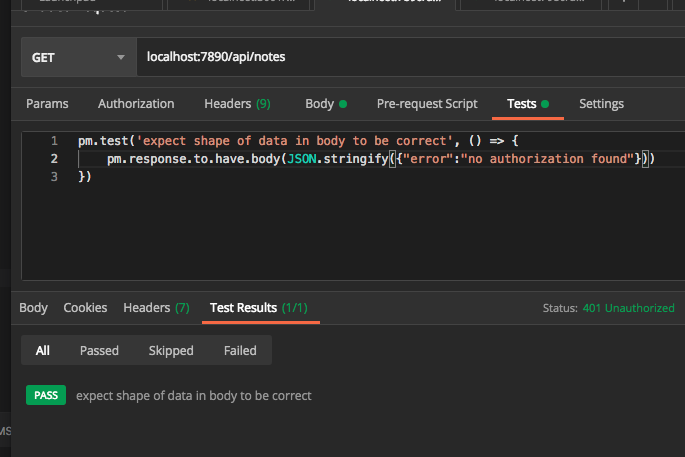 GET localhost:7890/api/notes
Params Authorization Headers (9) Body Pre-request Script Tests Settings
1 pm.test('expect shape of data in body to be correct', () => {
2 pm.response.to.have.body(JSON.stringify({"error":"no authorization found"}))
3 })
Body Cookies Headers (7) Test Results (1/1) Status: 401 Unauthorized
All Passed Skipped Failed
PASS expect shape of data in body to be correct